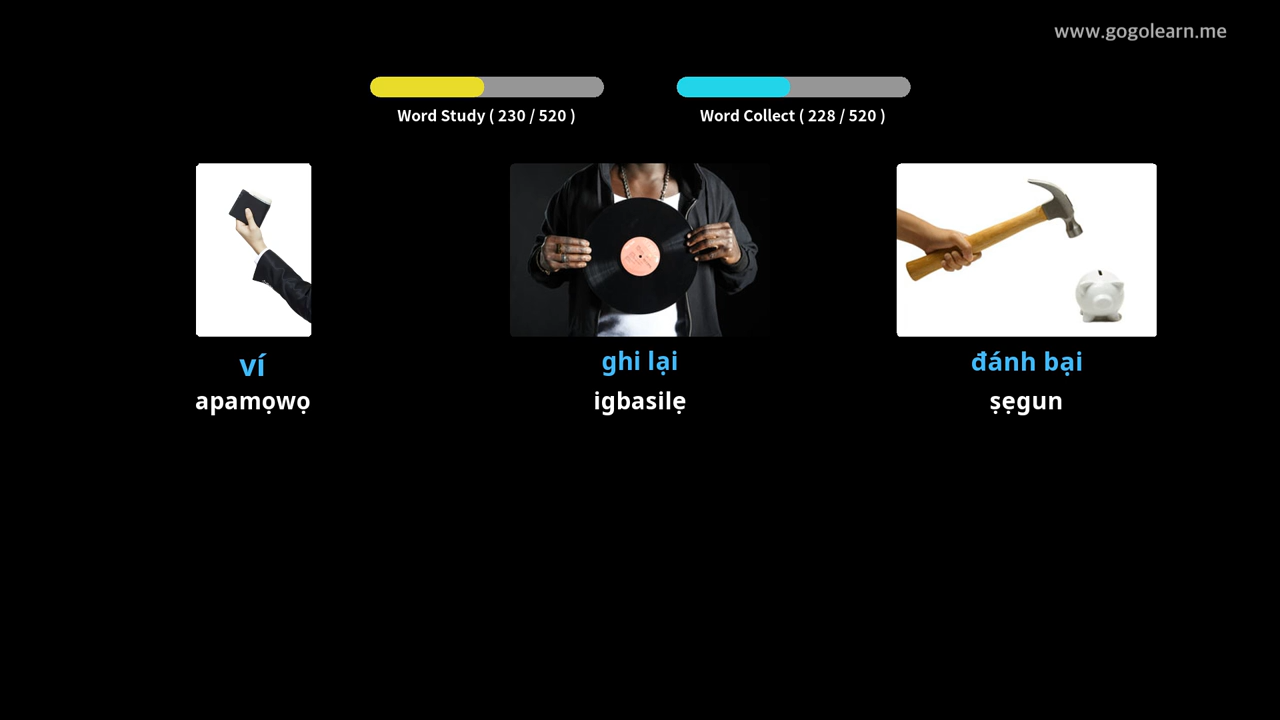 www.gogolearn.me
Word Study ( 230 / 520 )
Word Collect ( 228 / 520 )
ví
ghi lại
đánh bại
apamọwọ
igbasilẹ
ṣẹgun